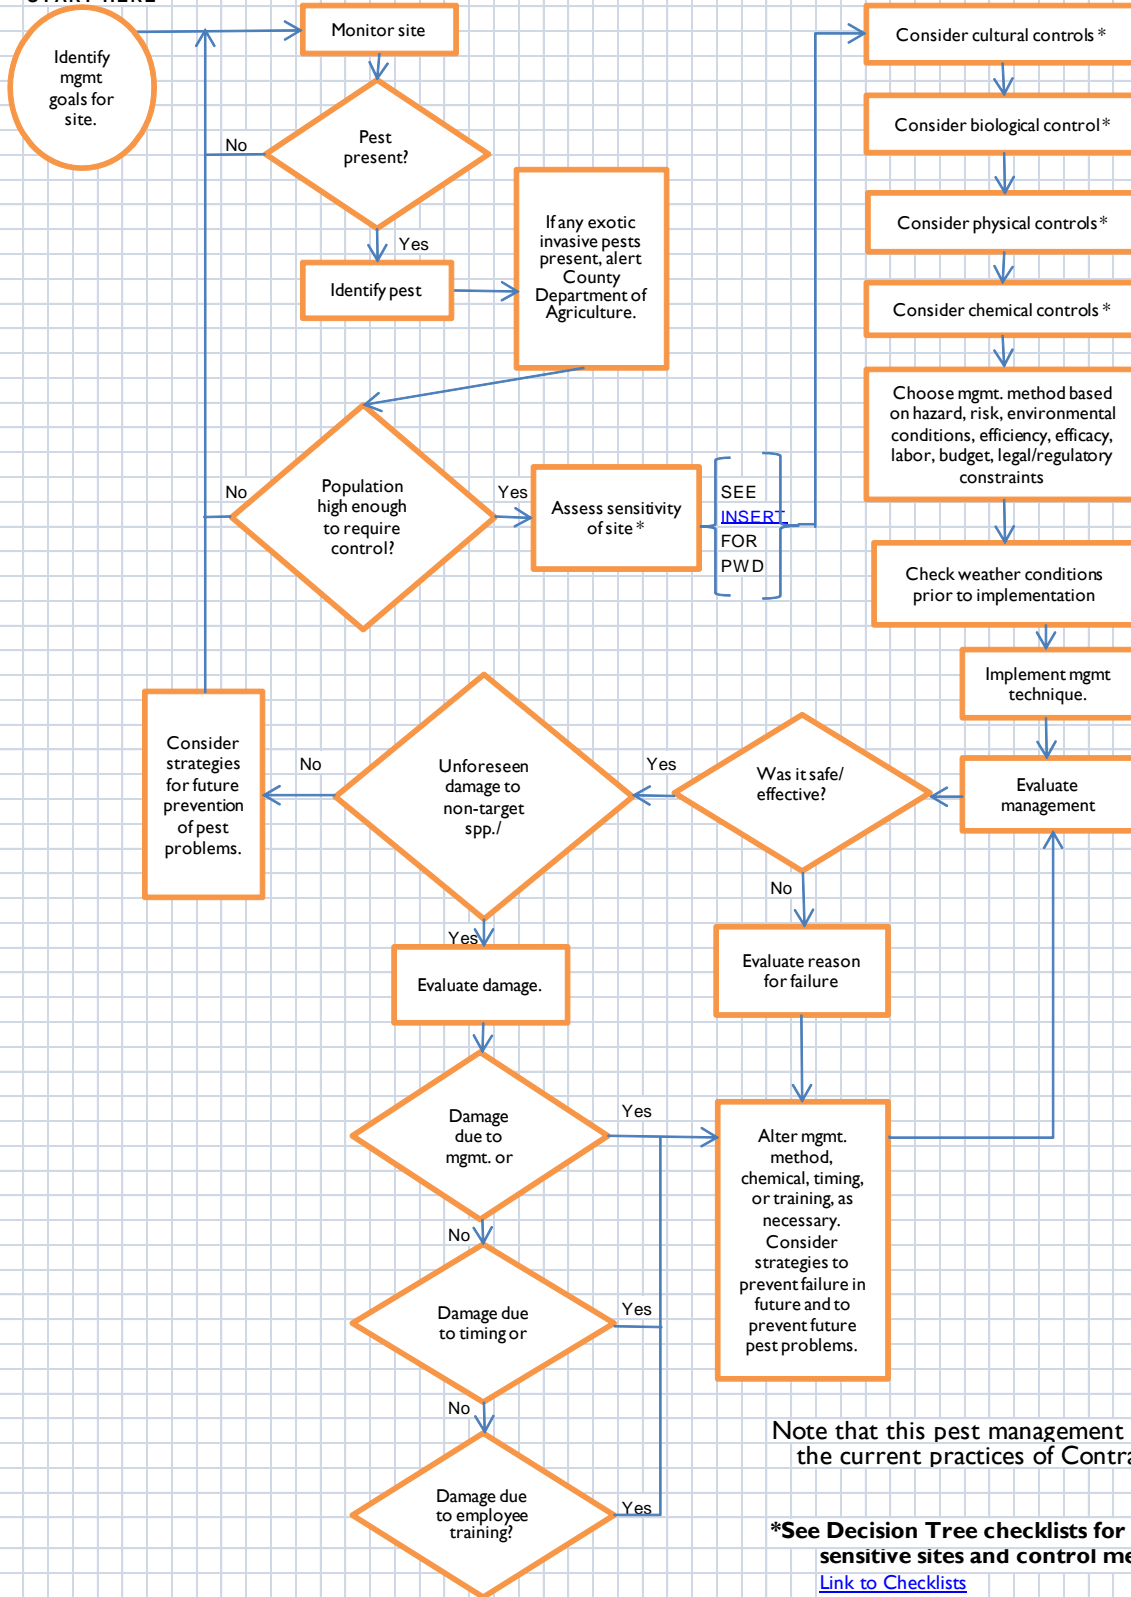 START HERE
Identify
mgmt
goals for
site.
Monitor site
Pest
present?
No
Yes
Identify pest
If any exotic
invasive pests
present, alert
County
Department of
Agriculture.
Population
high enough
to require
control?
No
Yes
Assess sensitivity
of site *
SEE
INSERT
FOR
PWD
Consider cultural controls *
Consider biological control *
Consider physical controls *
Consider chemical controls *
Choose mgmt. method based
on hazard, risk, environmental
conditions, efficiency, efficacy,
labor, budget, legal/regulatory
constraints
Check weather conditions
prior to implementation
Implement mgmt
technique.
Evaluate
management
Was it safe/
effective?
Yes
No
Unforeseen
damage to
non-target
spp./
No
Yes
Consider
strategies
for future
prevention
of pest
problems.
Evaluate damage.
Evaluate reason
for failure
Damage
due to
mgmt. or
Yes
No
Damage due
to timing or
Yes
No
Damage due
to employee
training?
Yes
Alter mgmt.
method,
chemical, timing,
or training, as
necessary.
Consider
strategies to
prevent failure in
future and to
prevent future
pest problems.
Note that this pest management
the current practices of Contra
*See Decision Tree checklists for
sensitive sites and control me
Link to Checklists